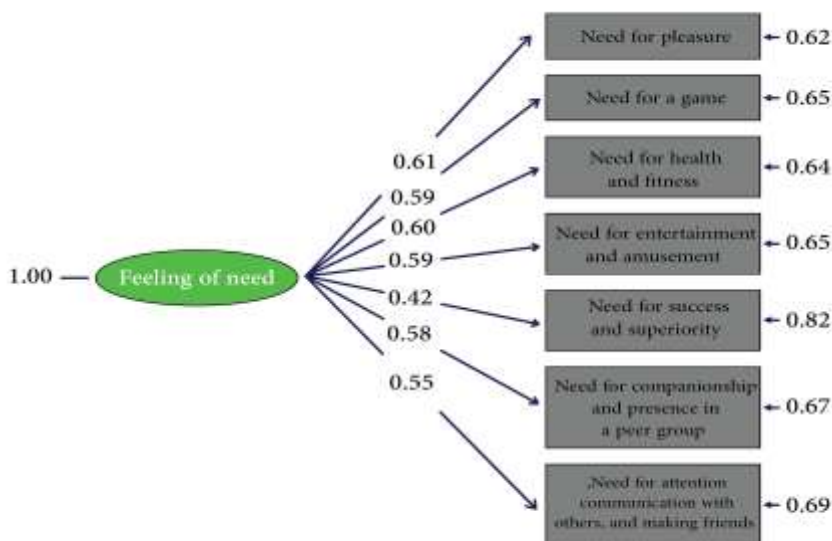 Need for pleasure
0.62
Need for a game
0.65
0.61
Need for health
and fitness
0.64
0.59
0.60
Need for entertainment
and amusement
0.65
0.59
1.00
Feeling of need
0.42
Need for success
and superiority
0.82
0.58
0.55
Need for companionship
and presence in
a peer group
0.67
,Need for attention
communication with
others, and making friends
0.69